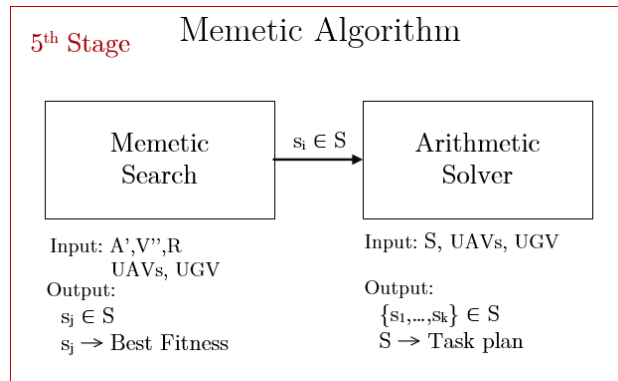 5th Stage
Memetic Algorithm
Memetic
Search
sᵢ ∈ S
Arithmetic
Solver
Input: A',V'',R
UAVs, UGV
Output:
sⱼ ∈ S
sⱼ → Best Fitness
Input: S, UAVs, UGV
Output:
{s₁,...,sₖ} ∈ S
S → Task plan